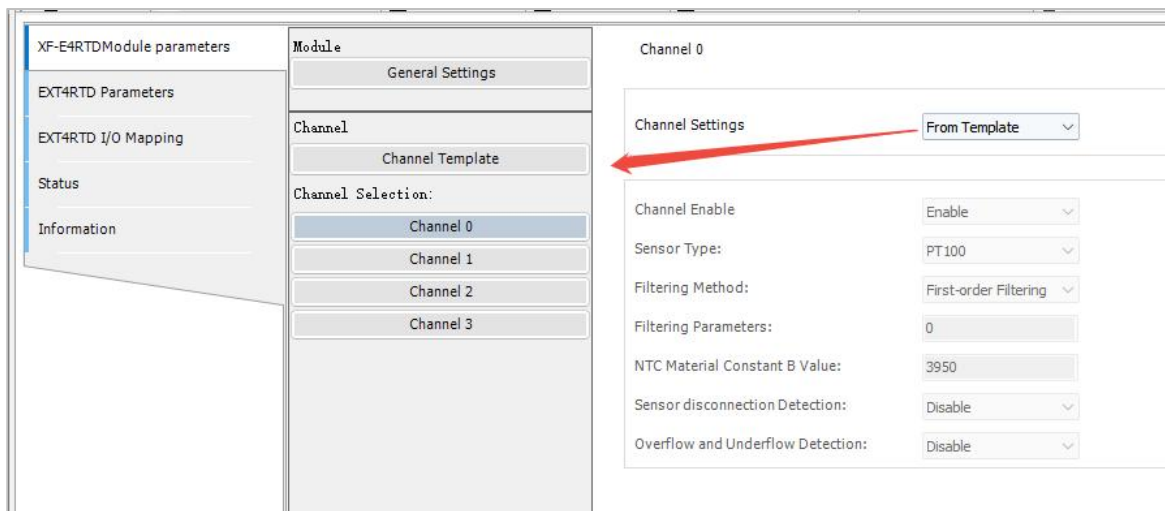 XF-E4RTDModule parameters
EXT4RTD Parameters
EXT4RTD I/O Mapping
Status
Information
Module
General Settings
Channel
Channel Template
Channel Selection:
Channel 0
Channel 1
Channel 2
Channel 3
Channel 0
Channel Settings From Template
Channel Enable Enable
Sensor Type: PT100
Filtering Method: First-order Filtering
Filtering Parameters: 0
NTC Material Constant B Value: 3950
Sensor disconnection Detection: Disable
Overflow and Underflow Detection: Disable